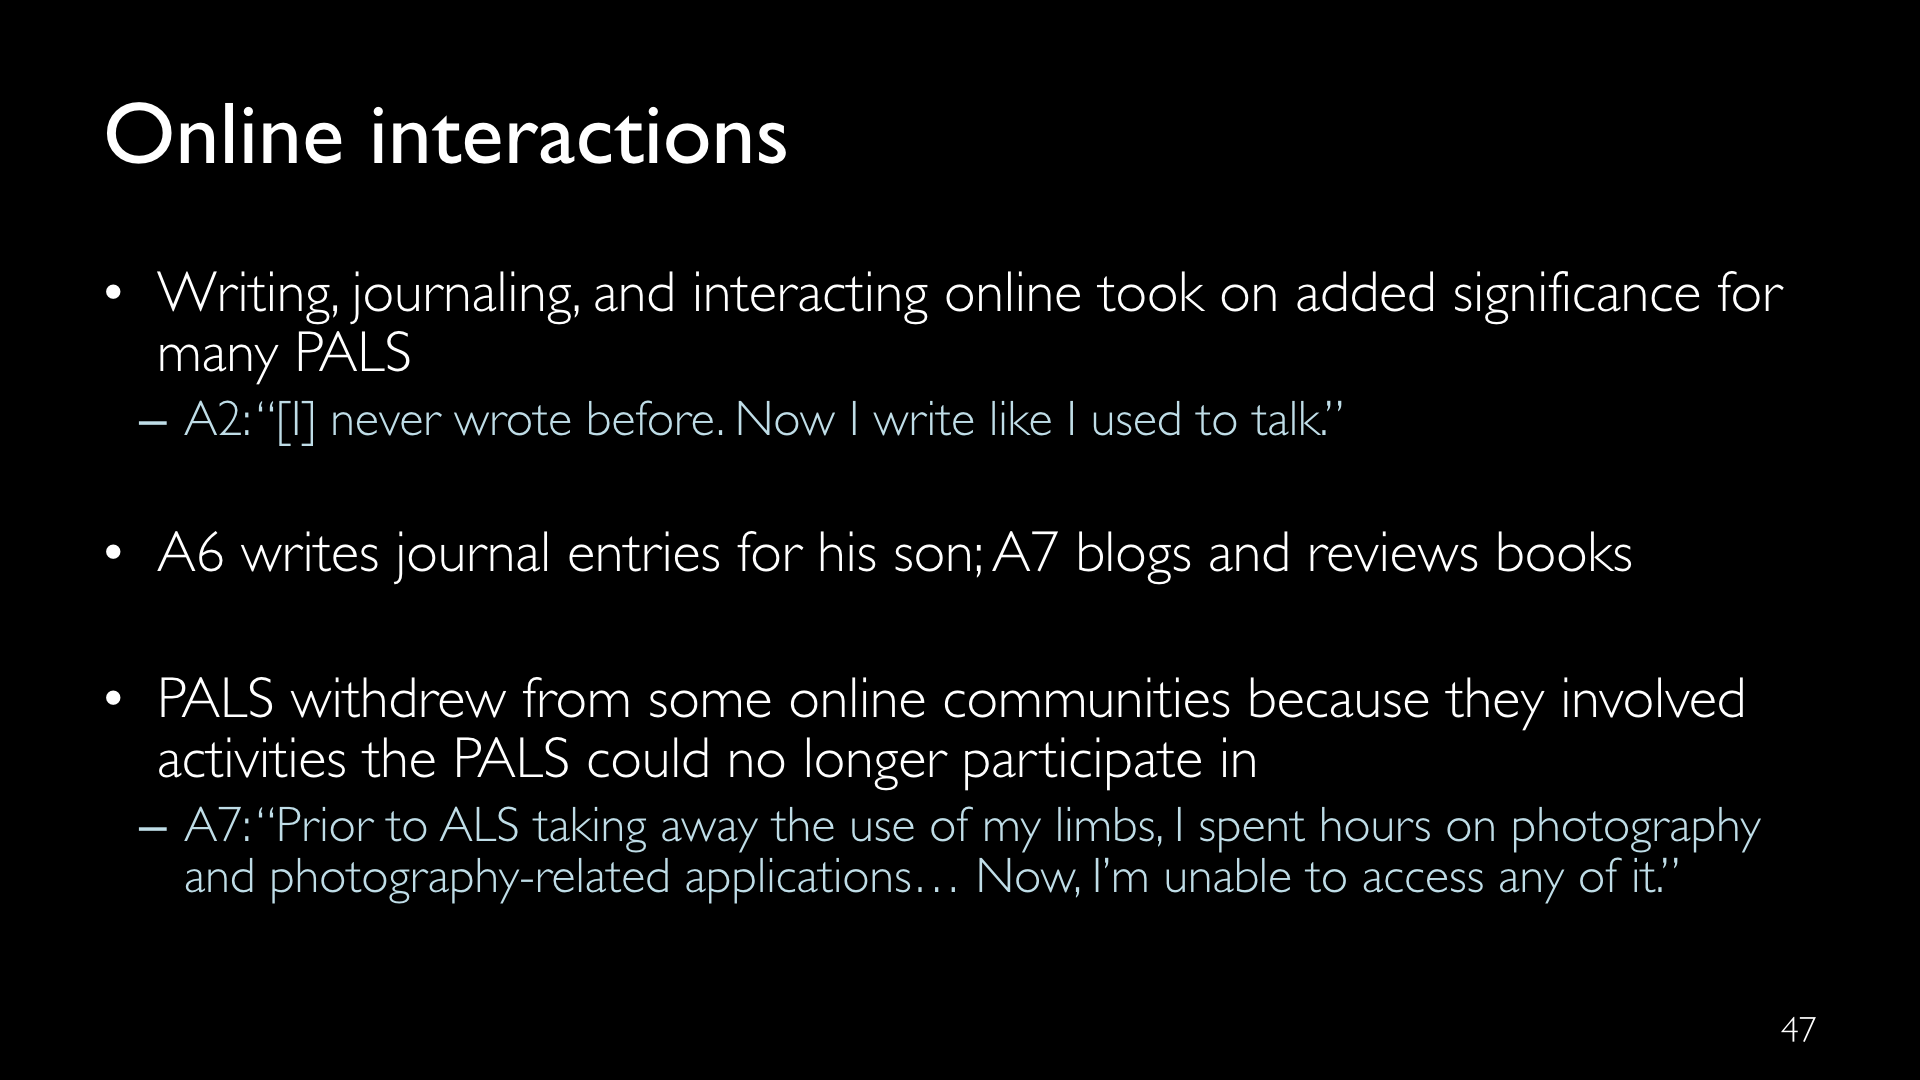 Online interactions
• Writing, journaling, and interacting online took on added significance for
many PALS
– A2: “[I] never wrote before. Now I write like I used to talk.”
• A6 writes journal entries for his son; A7 blogs and reviews books
• PALS withdrew from some online communities because they involved
activities the PALS could no longer participate in
– A7: “Prior to ALS taking away the use of my limbs, I spent hours on photography
and photography-related applications… Now, I’m unable to access any of it.”
47